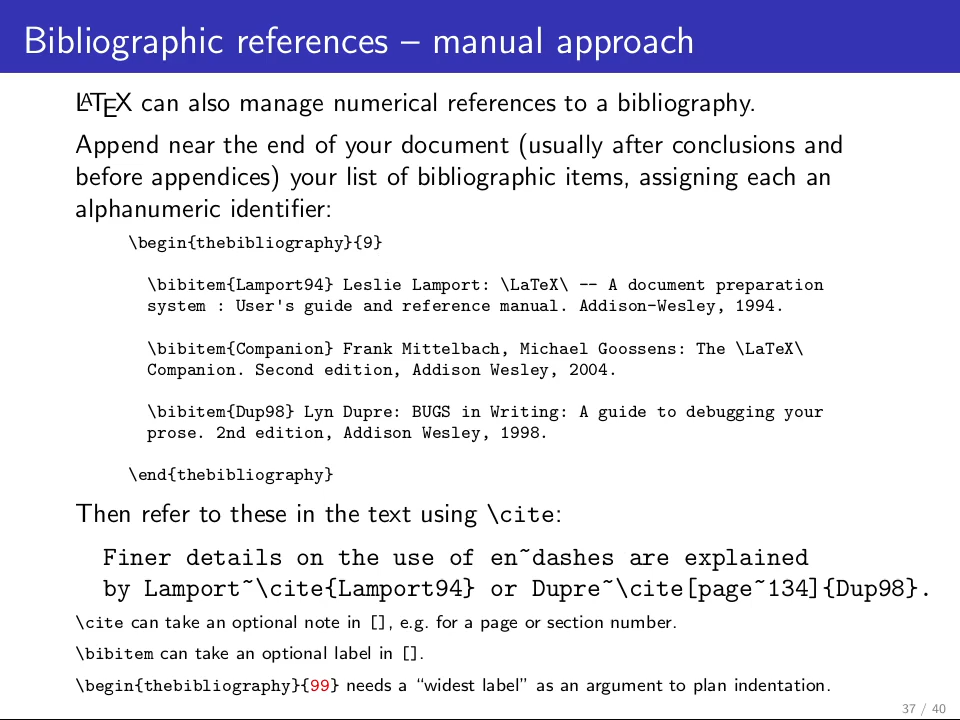 Bibliographic references – manual approach
LATEX can also manage numerical references to a bibliography.
Append near the end of your document (usually after conclusions and
before appendices) your list of bibliographic items, assigning each an
alphanumeric identifier:
\begin{thebibliography}{9}
\bibitem{Lamport94} Leslie Lamport: \LaTeX\ -- A document preparation
system : User's guide and reference manual. Addison-Wesley, 1994.
\bibitem{Companion} Frank Mittelbach, Michael Goossens: The \LaTeX\
Companion. Second edition, Addison Wesley, 2004.
\bibitem{Dup98} Lyn Dupre: BUGS in Writing: A guide to debugging your
prose. 2nd edition, Addison Wesley, 1998.
\end{thebibliography}
Then refer to these in the text using \cite:
Finer details on the use of en~dashes are explained
by Lamport~\cite{Lamport94} or Dupre~\cite[page~134]{Dup98}.
\cite can take an optional note in [], e.g. for a page or section number.
\bibitem can take an optional label in [].
\begin{thebibliography}{99} needs a “widest label” as an argument to plan indentation.
37 / 40